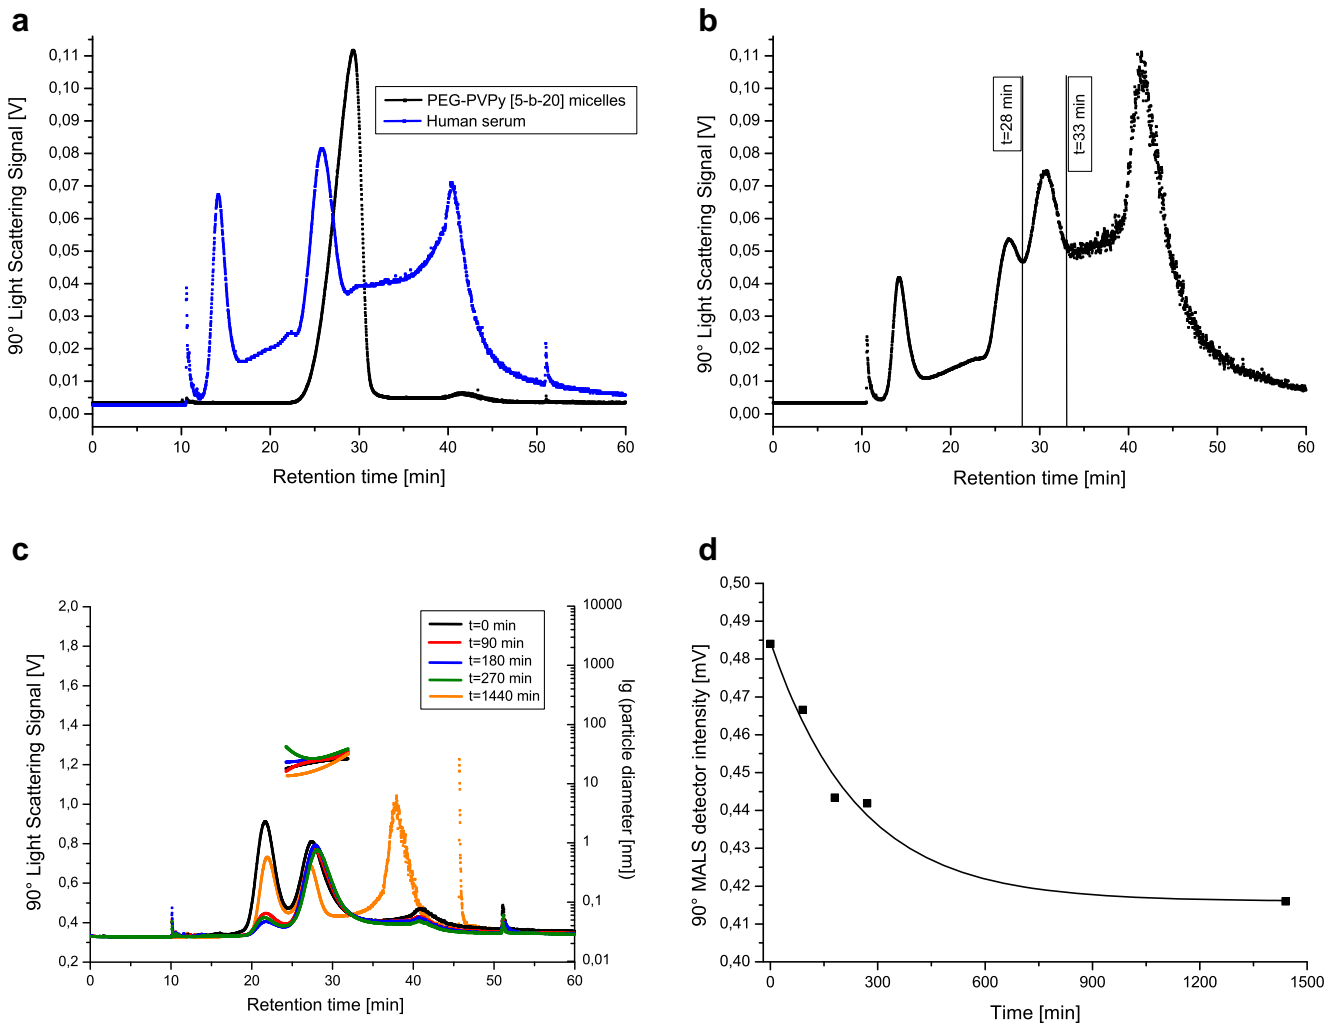 a
90° Light Scattering Signal [V]
0,11
0,10
0,09
0,08
0,07
0,06
0,05
0,04
0,03
0,02
0,01
0,00
PEG-PVPy [5-b-20] micelles
Human serum
0 10 20 30 40 50 60
Retention time [min]
b
90° Light Scattering Signal [V]
0,11
0,10
0,09
0,08
0,07
0,06
0,05
0,04
0,03
0,02
0,01
0,00
t=28 min
t=33 min
0 10 20 30 40 50 60
Retention time [min]
c
90° Light Scattering Signal [V]
2,0
1,8
1,6
1,4
1,2
1,0
0,8
0,6
0,4
0,2
t=0 min
t=90 min
t=180 min
t=270 min
t=1440 min
10000
1000
100
10
1
0,1
0,01
lg (particle diameter [nm])
0 10 20 30 40 50 60
Retention time [min]
d
90° MALS detector intensity [mV]
0,50
0,49
0,48
0,47
0,46
0,45
0,44
0,43
0,42
0,41
0,40
0 300 600 900 1200 1500
Time [min]